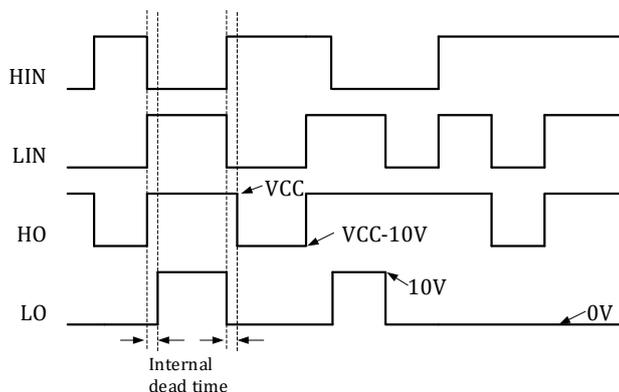 HIN
LIN
VCC
HO
VCC-10V
10V
LO
0V
Internal
dead time